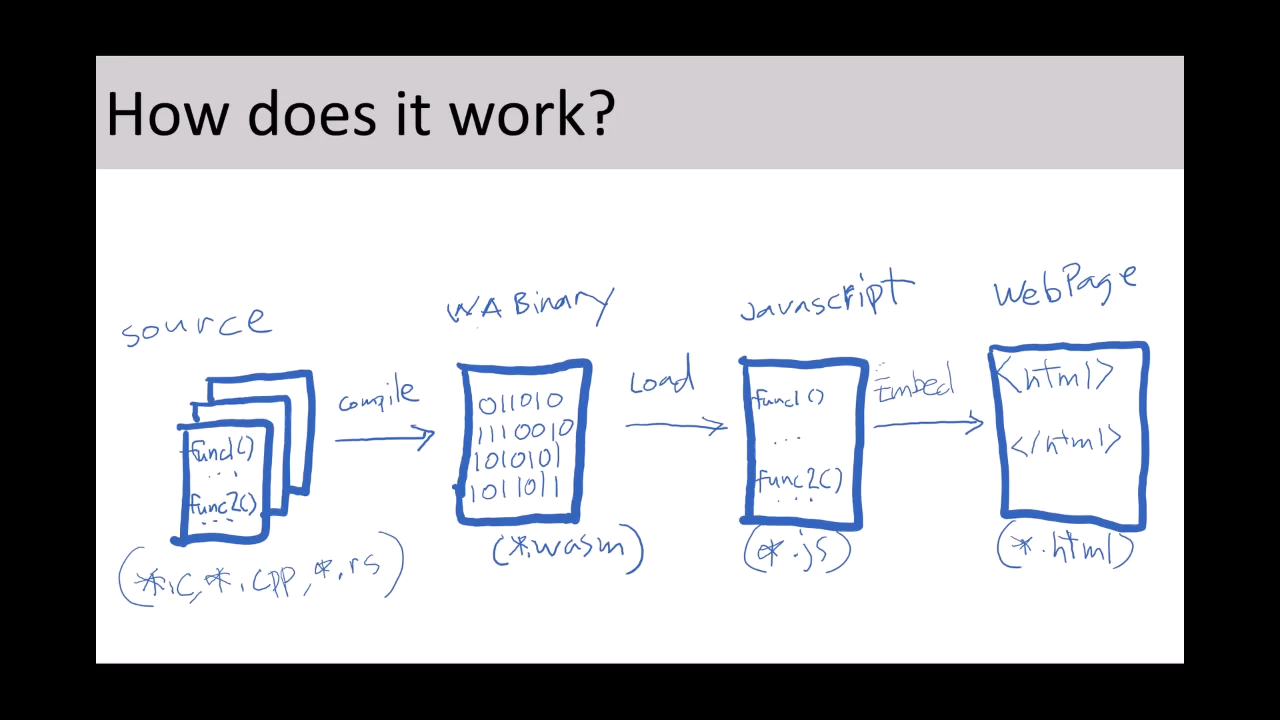 How does it work?
source
WA Binary
Javascript
WebPage
compile
Load
Embed
func1()
...
func2()
...
011010
1110010
1010101
1011011
func1()
...
func2()
...
<html>
</html>
(*.c, *.cpp, *.rs)
(*.wasm)
(*.js)
(*.html)